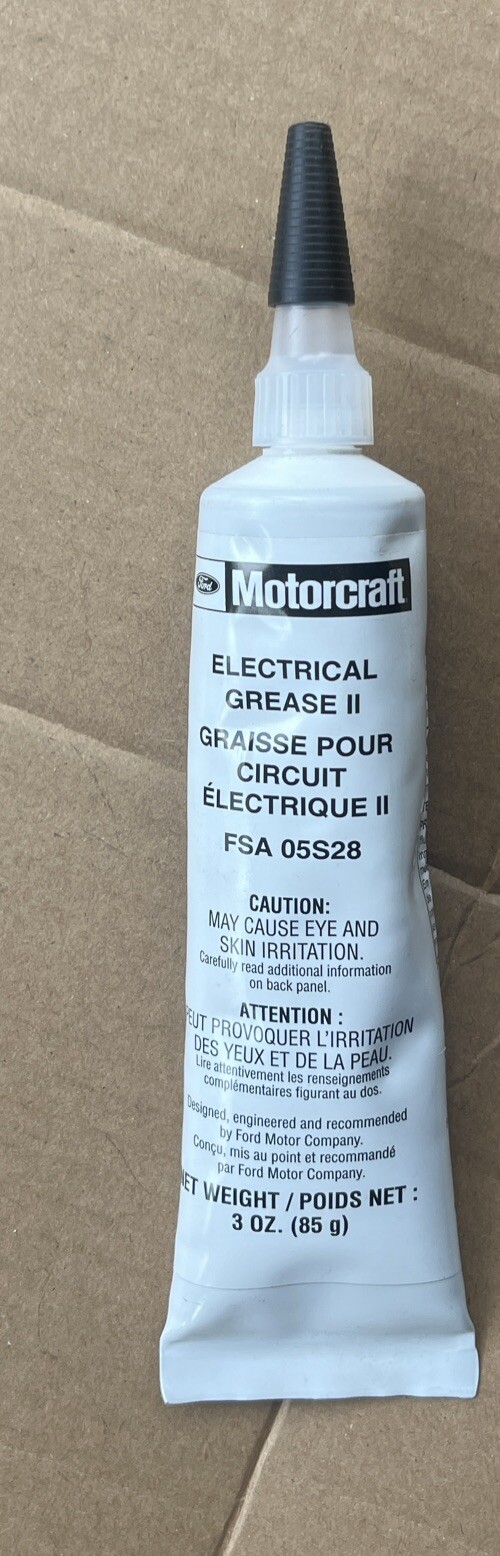 Ford Motorcraft
ELECTRICAL
GREASE II
GRAISSE POUR
CIRCUIT
ÉLECTRIQUE II
FSA 05S28
CAUTION:
MAY CAUSE EYE AND
SKIN IRRITATION.
Carefully read additional information
on back panel.
ATTENTION :
PEUT PROVOQUER L'IRRITATION
DES YEUX ET DE LA PEAU.
Lire attentivement les renseignements
complémentaires figurant au dos.
Designed, engineered and recommended
by Ford Motor Company.
Conçu, mis au point et recommandé
par Ford Motor Company.
NET WEIGHT / POIDS NET :
3 OZ. (85 g)